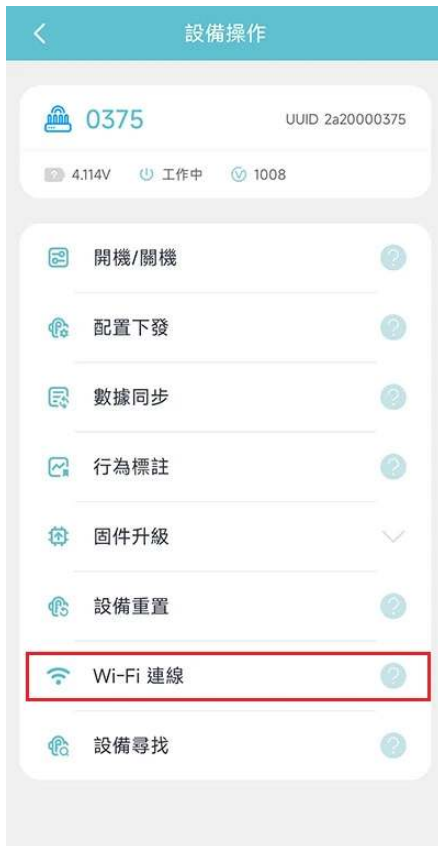 設備操作
0375 UUID 2a20000375
4.114V 工作中 1008
開機/關機
配置下發
數據同步
行為標註
固件升級
設備重置
Wi-Fi 連線
設備尋找